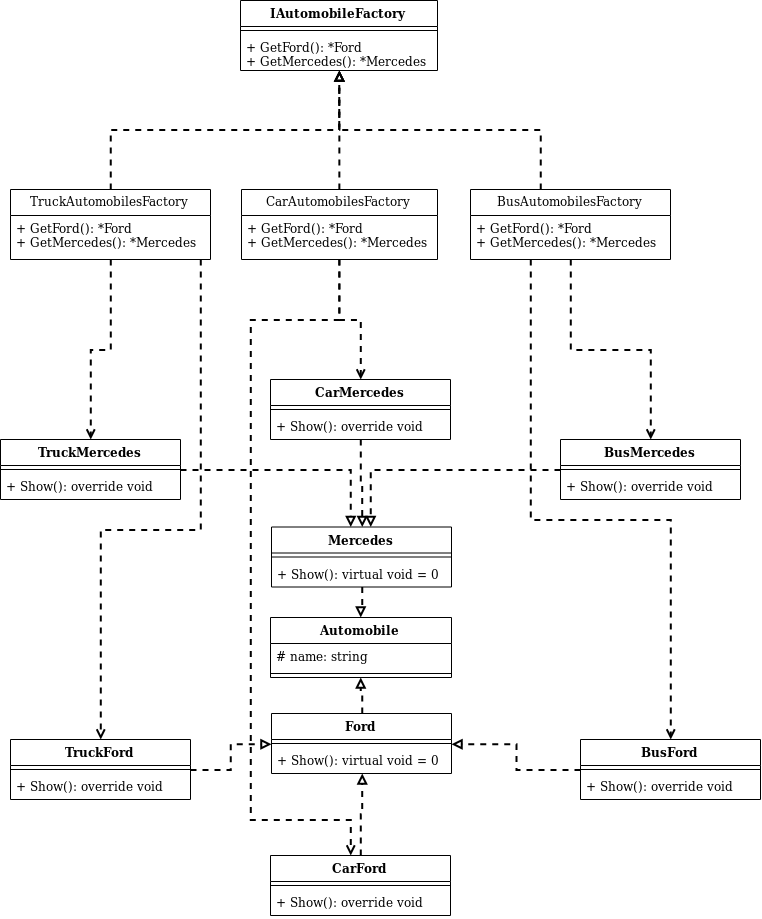 IAutomobileFactory
+ GetFord(): *Ford
+ GetMercedes(): *Mercedes
TruckAutomobilesFactory
+ GetFord(): *Ford
+ GetMercedes(): *Mercedes
CarAutomobilesFactory
+ GetFord(): *Ford
+ GetMercedes(): *Mercedes
BusAutomobilesFactory
+ GetFord(): *Ford
+ GetMercedes(): *Mercedes
CarMercedes
+ Show(): override void
TruckMercedes
+ Show(): override void
BusMercedes
+ Show(): override void
Mercedes
+ Show(): virtual void = 0
Automobile
# name: string
Ford
+ Show(): virtual void = 0
TruckFord
+ Show(): override void
BusFord
+ Show(): override void
CarFord
+ Show(): override void